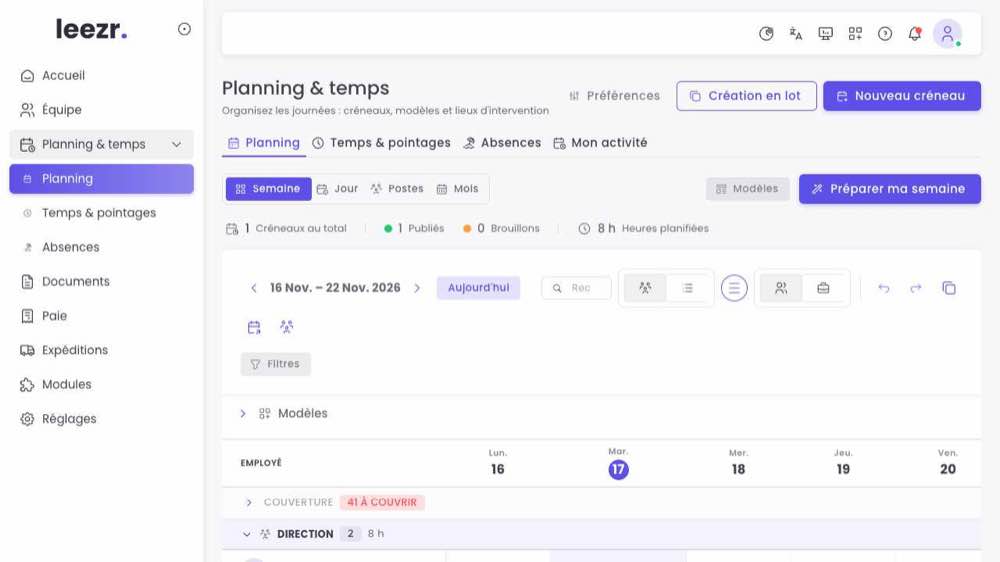 leezr.
Accueil
Équipe
Planning & temps
Planning
Temps & pointages
Absences
Documents
Paie
Expéditions
Modules
Réglages
Planning & temps
Organisez les journées : créneaux, modèles et lieux d'intervention
Préférences
Création en lot
Nouveau créneau
Planning
Temps & pointages
Absences
Mon activité
Semaine
Jour
Postes
Mois
Modèles
Préparer ma semaine
1 Créneaux au total
1 Publiés
0 Brouillons
8 h Heures planifiées
16 Nov. – 22 Nov. 2026
Aujourd'hui
Rec
Filtres
Modèles
EMPLOYÉ
Lun. 16
Mar. 17
Mer. 18
Jeu. 19
Ven. 20
COUVERTURE 41 À COUVRIR
DIRECTION 2 8 h